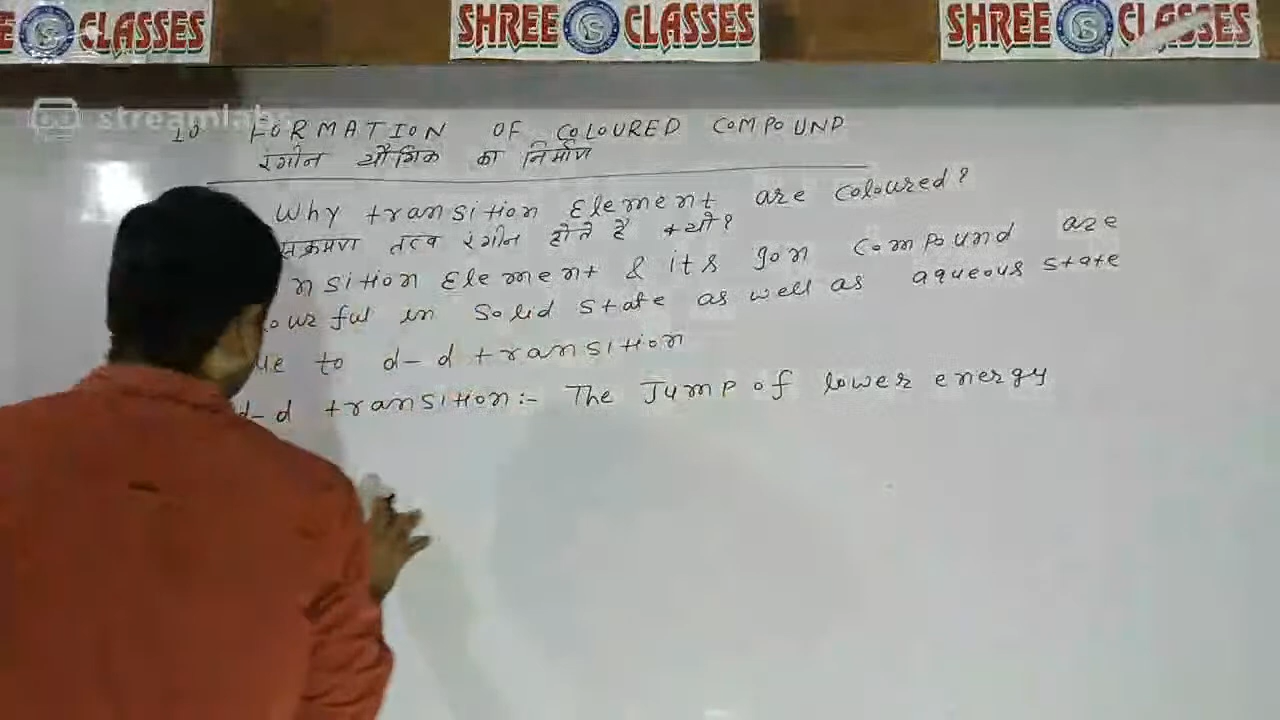 CLASSES
SHREE CLASSES
SHREE CLASSES
streamlabs
10 FORMATION OF COLOURED COMPOUND
रंगीन यौगिक का निर्माण
Why transition Element are coloured?
संक्रमण तत्व रंगीन होते है क्यों?
nsition Element & its Ion compound are
lourful in Solid state as well as aqueous state
ue to d-d transition
d-d transition:- The Jump of lower energy